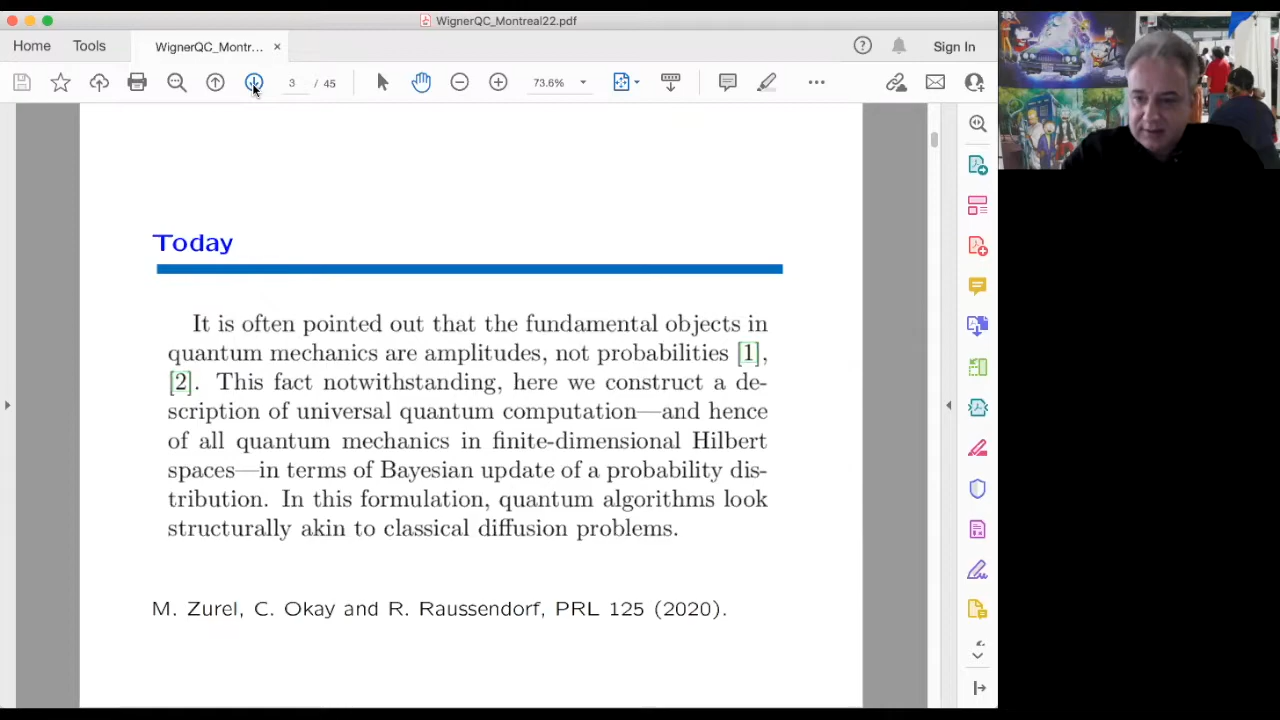 WignerQC_Montreal22.pdf
Home
Tools
WignerQC_Montr...
×
Sign In
3 / 45
73.6%
Today
It is often pointed out that the fundamental objects in
quantum mechanics are amplitudes, not probabilities [1],
[2]. This fact notwithstanding, here we construct a de-
scription of universal quantum computation—and hence
of all quantum mechanics in finite-dimensional Hilbert
spaces—in terms of Bayesian update of a probability dis-
tribution. In this formulation, quantum algorithms look
structurally akin to classical diffusion problems.
M. Zurel, C. Okay and R. Raussendorf, PRL 125 (2020).